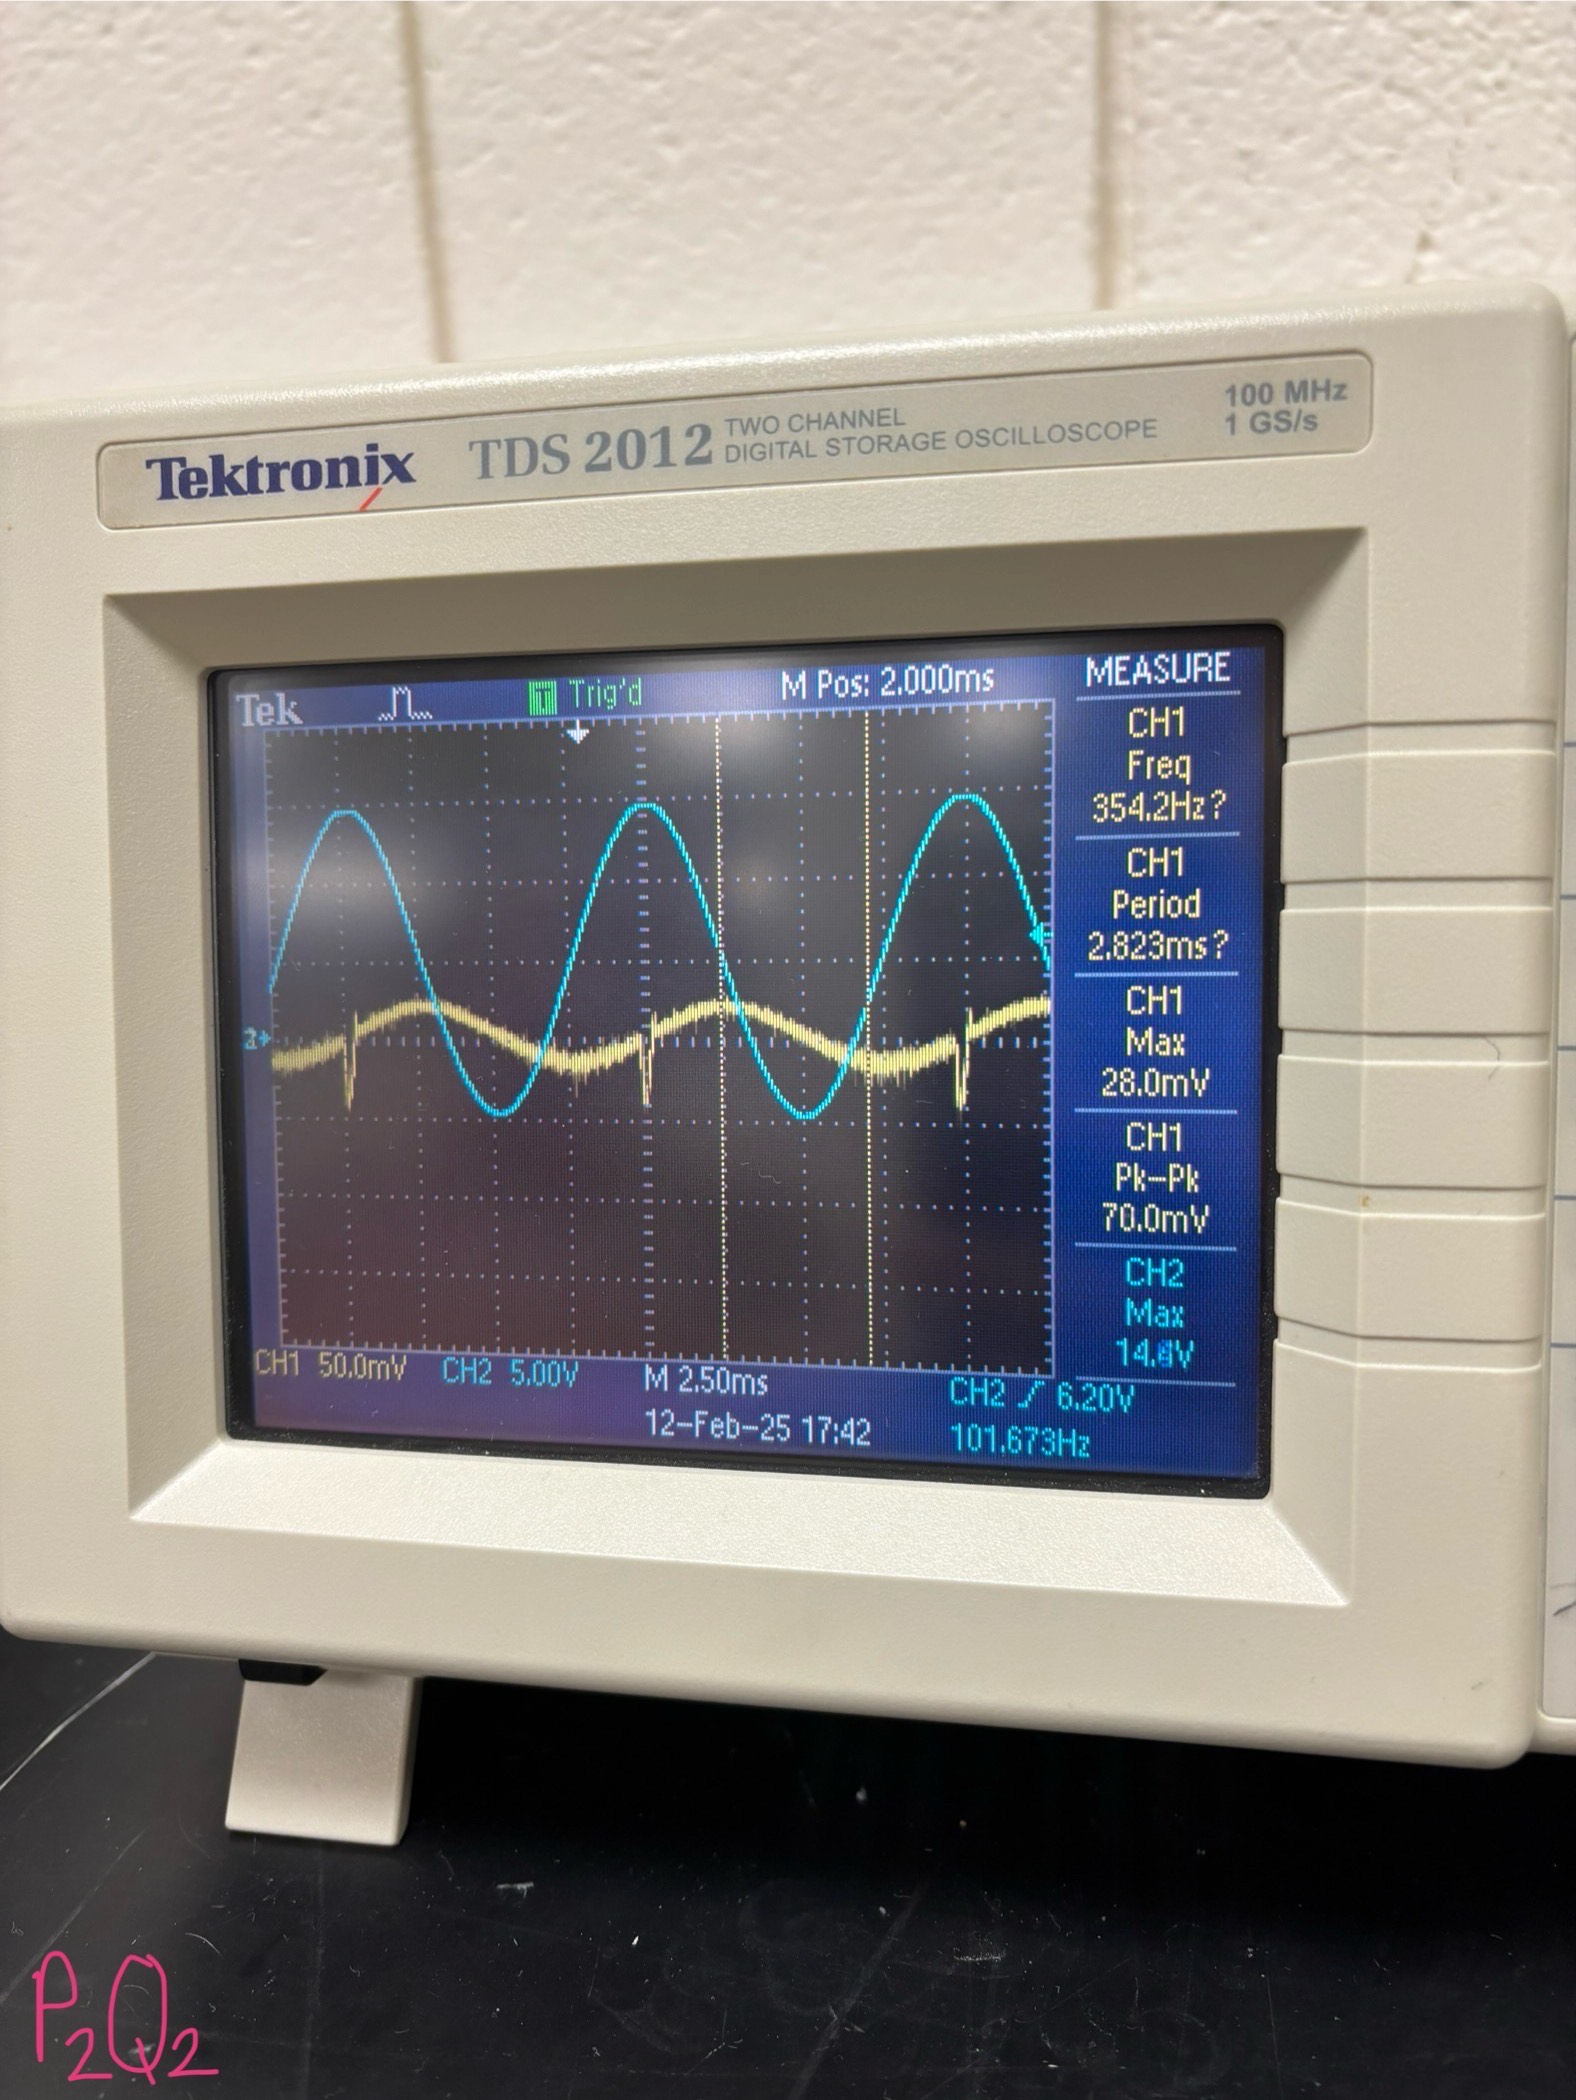 Tektronix TDS 2012 TWO CHANNEL
DIGITAL STORAGE OSCILLOSCOPE
100 MHz
1 GS/s
Tek Trig'd M Pos: 2.000ms
MEASURE
CH1
Freq
354.2Hz?
CH1
Period
2.823ms?
CH1
Max
28.0mV
CH1
Pk-Pk
70.0mV
CH2
Max
CH1 50.0mV CH2 5.00V M 2.50ms CH2 6.20V
12-Feb-25 17:42 101.673Hz
P2Q2